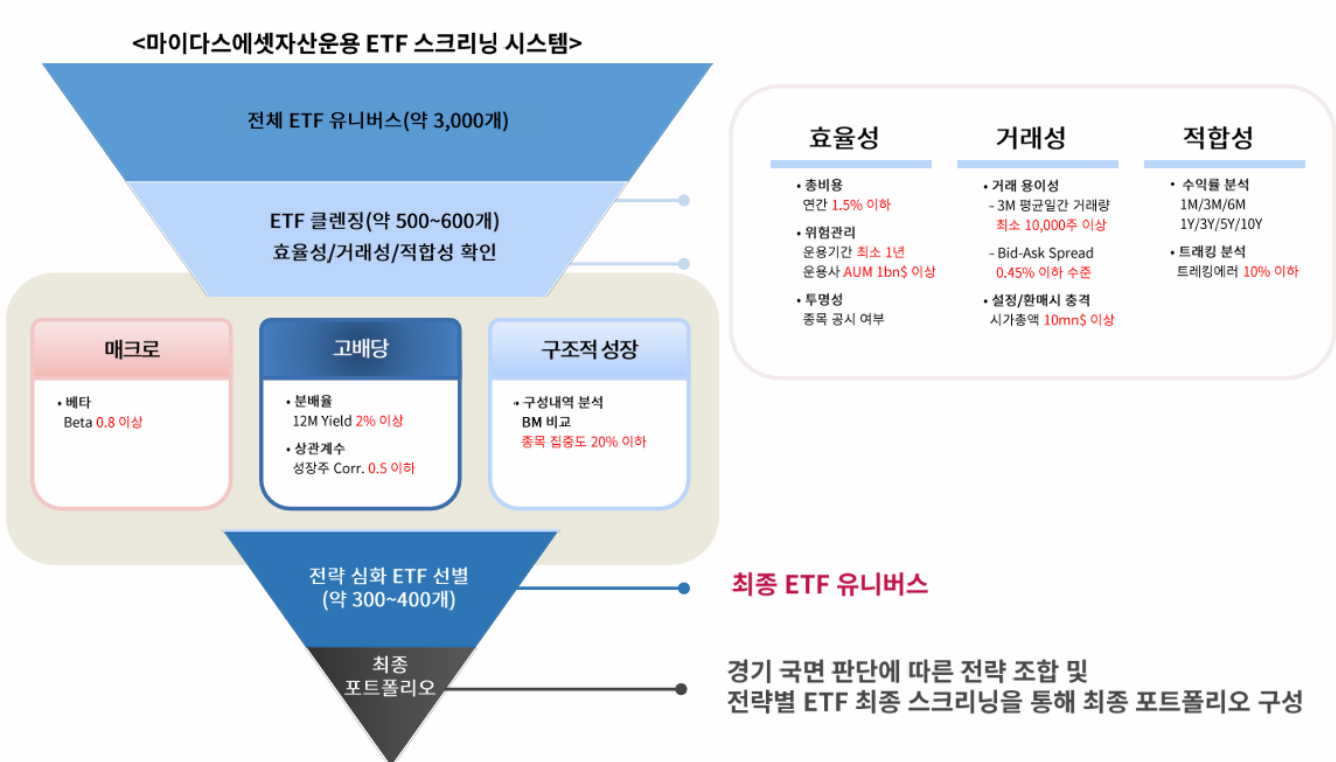 <마이다스에셋자산운용 ETF 스크리닝 시스템>
전체 ETF 유니버스(약 3,000개)
ETF 클렌징(약 500~600개)
효율성/거래성/적합성 확인
효율성
• 총비용
연간 1.5% 이하
• 위험관리
운용기간 최소 1년
운용사 AUM 1bn$ 이상
• 투명성
종목 공시 여부
거래성
• 거래 용이성
- 3M 평균일간 거래량
최소 10,000주 이상
- Bid-Ask Spread
0.45% 이하 수준
• 설정/환매시 충격
시가총액 10mn$ 이상
적합성
• 수익률 분석
1M/3M/6M
1Y/3Y/5Y/10Y
• 트래킹 분석
트레킹에러 10% 이하
매크로
• 베타
Beta 0.8 이상
고배당
• 분배율
12M Yield 2% 이상
• 상관계수
성장주 Corr. 0.5 이하
구조적 성장
• 구성내역 분석
BM 비교
종목 집중도 20% 이하
전략 심화 ETF 선별
(약 300~400개)
최종 ETF 유니버스
최종
포트폴리오
경기 국면 판단에 따른 전략 조합 및
전략별 ETF 최종 스크리닝을 통해 최종 포트폴리오 구성